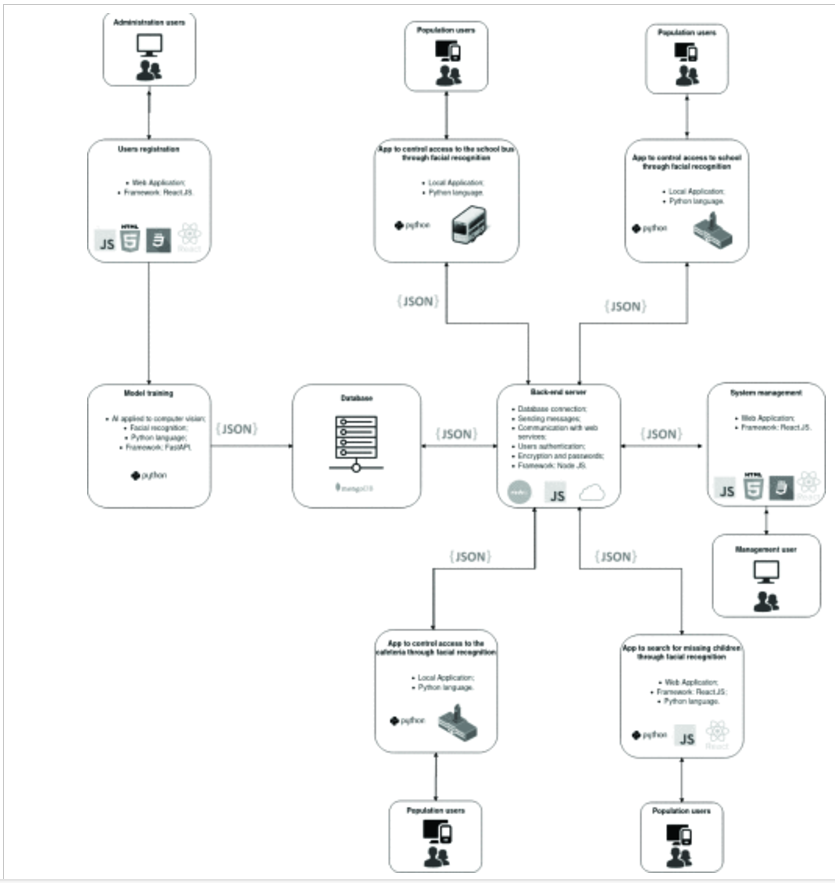 Administration users
Population users
Population users
Users registration
• Web Application;
• Framework: ReactJS.
JS
HTML
5
3
React
App to control access to the school bus
through facial recognition
• Local Application;
• Python language.
python
App to control access to school
through facial recognition
• Local Application;
• Python language.
python
{JSON}
{JSON}
Model training
• AI applied to computer vision;
• Facial recognition;
• Python language;
• Framework: FastAPI.
python
{JSON}
Database
mongoDB
{JSON}
Back-end server
• Database connection;
• Sending messages;
• Communication with web
services;
• Users authentication;
• Encryption and passwords;
• Framework: Node JS.
JS
{JSON}
System management
• Web Application;
• Framework: ReactJS.
JS
HTML
5
3
React
Management user
{JSON}
{JSON}
App to control access to the
cafeteria through facial recognition
• Local Application;
• Python language.
python
App to search for missing children
through facial recognition
• Web Application;
• Framework: ReactJS;
• Python language.
python
JS
React
Population users
Population users